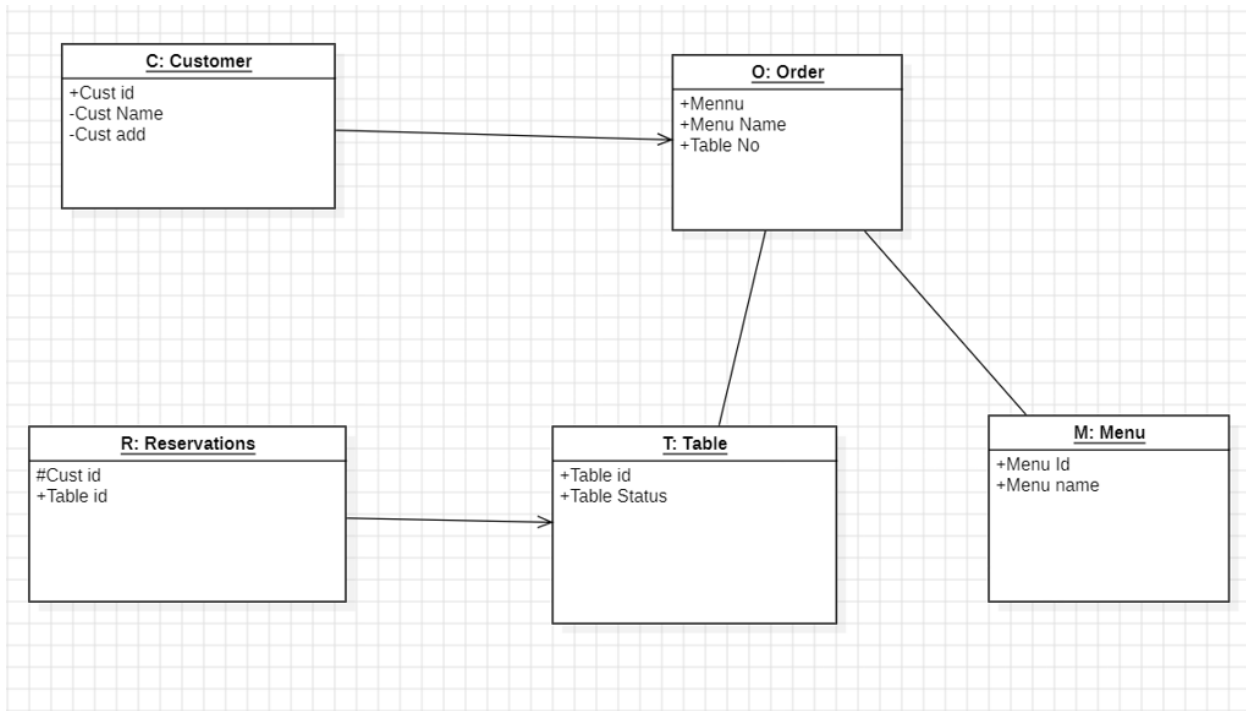 C: Customer
+Cust id
-Cust Name
-Cust add
O: Order
+Mennu
+Menu Name
+Table No
R: Reservations
#Cust id
+Table id
T: Table
+Table id
+Table Status
M: Menu
+Menu Id
+Menu name